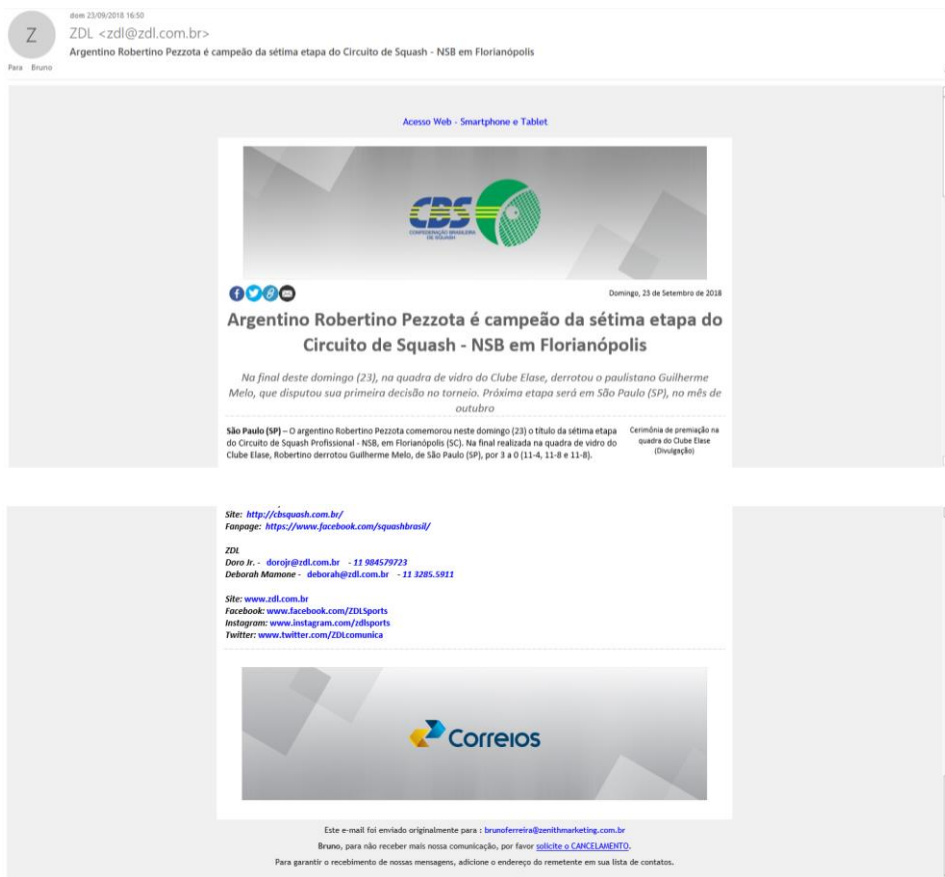 dom 23/09/2018 16:50
Z
ZDL <zdl@zdl.com.br>
Argentino Robertino Pezzota é campeão da sétima etapa do Circuito de Squash - NSB em Florianópolis
Para Bruno
Acesso Web - Smartphone e Tablet
CBS
CONFEDERAÇÃO BRASILEIRA
DE SQUASH
Domingo, 23 de Setembro de 2018
Argentino Robertino Pezzota é campeão da sétima etapa do
Circuito de Squash - NSB em Florianópolis
Na final deste domingo (23), na quadra de vidro do Clube Elase, derrotou o paulistano Guilherme
Melo, que disputou sua primeira decisão no torneio. Próxima etapa será em São Paulo (SP), no mês de
outubro
São Paulo (SP) – O argentino Robertino Pezzota comemorou neste domingo (23) o título da sétima etapa
do Circuito de Squash Profissional - NSB, em Florianópolis (SC). Na final realizada na quadra de vidro do
Clube Elase, Robertino derrotou Guilherme Melo, de São Paulo (SP), por 3 a 0 (11-4, 11-8 e 11-8).
Cerimônia de premiação na
quadra do Clube Elase
(Divulgação)
Site: http://cbsquash.com.br/
Fanpage: https://www.facebook.com/squashbrasil/
ZDL
Doro Jr. - dorojr@zdl.com.br - 11 984579723
Deborah Mamone - deborah@zdl.com.br - 11 3285.5911
Site: www.zdl.com.br
Facebook: www.facebook.com/ZDLSports
Instagram: www.instagram.com/zdlsports
Twitter: www.twitter.com/ZDLcomunica
Correios
Este e-mail foi enviado originalmente para : brunoferreira@zenithmarketing.com.br
Bruno, para não receber mais nossa comunicação, por favor solicite o CANCELAMENTO.
Para garantir o recebimento de nossas mensagens, adicione o endereço do remetente em sua lista de contatos.